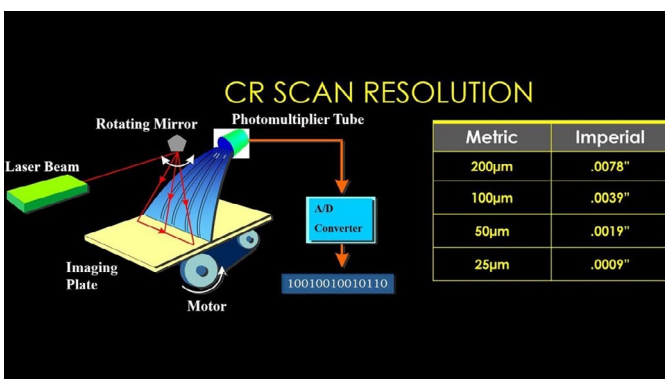 CR SCAN RESOLUTION
Rotating Mirror
Photomultiplier Tube
Laser Beam
A/D
Converter
Imaging
Plate
10010010010110
Motor
Metric Imperial
200µm .0078"
100µm .0039"
50µm .0019"
25µm .0009"